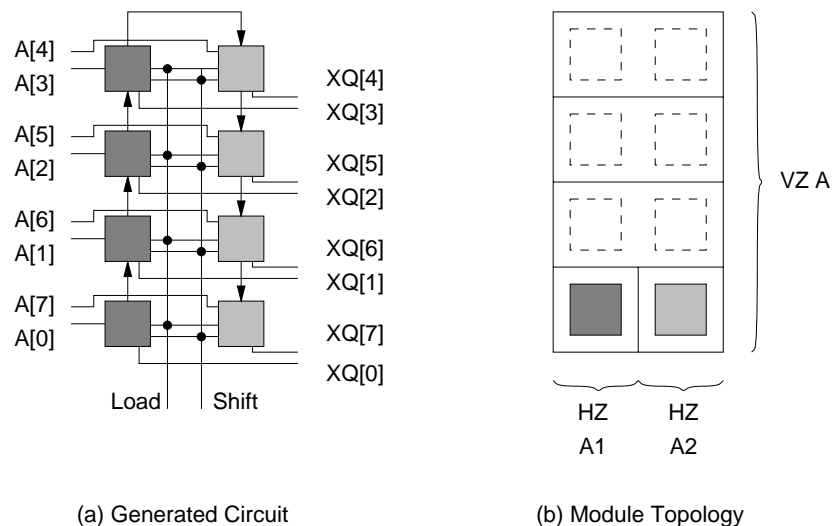 A[4]
A[3]
XQ[4]
XQ[3]
A[5]
A[2]
XQ[5]
XQ[2]
A[6]
A[1]
XQ[6]
XQ[1]
A[7]
A[0]
XQ[7]
XQ[0]
Load Shift
(a) Generated Circuit
VZ A
HZ HZ
A1 A2
(b) Module Topology